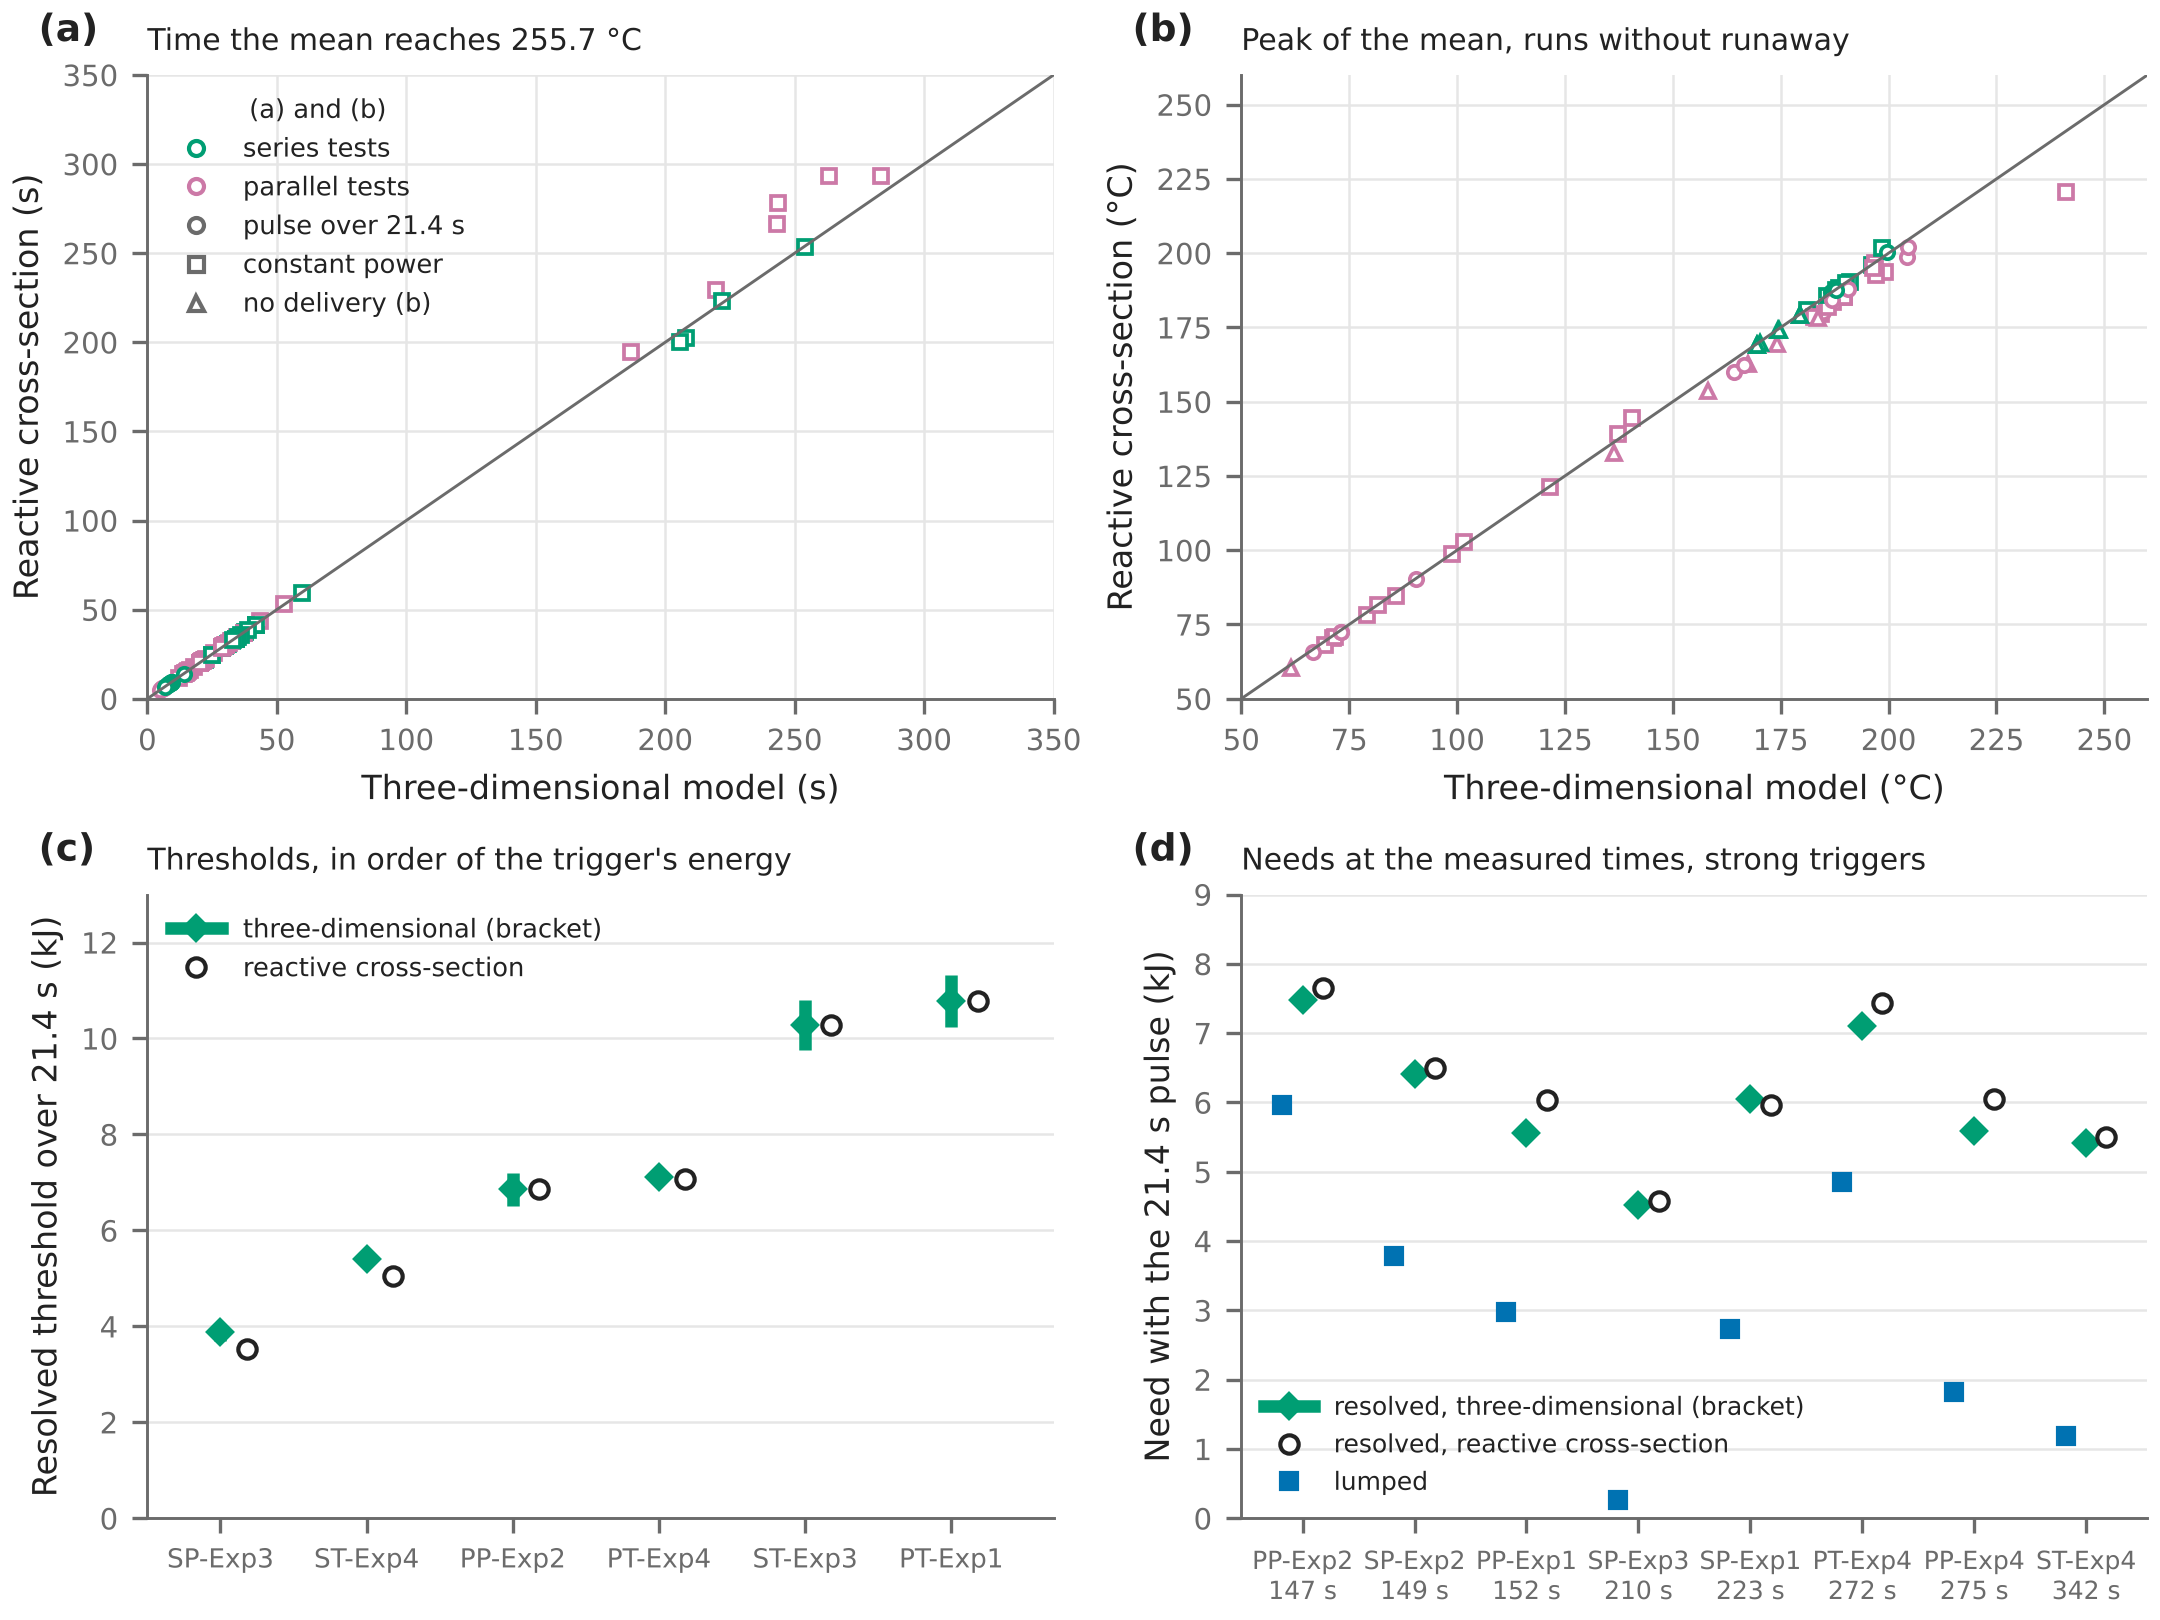 (a) Time the mean reaches 255.7 °C
Reactive cross-section (s)
350
300
250
200
150
100
50
0
(a) and (b)
series tests
parallel tests
pulse over 21.4 s
constant power
no delivery (b)
0 50 100 150 200 250 300 350
Three-dimensional model (s)
(b) Peak of the mean, runs without runaway
Reactive cross-section (°C)
250
225
200
175
150
125
100
75
50
50 75 100 125 150 175 200 225 250
Three-dimensional model (°C)
(c) Thresholds, in order of the trigger's energy
Resolved threshold over 21.4 s (kJ)
12
10
8
6
4
2
0
three-dimensional (bracket)
reactive cross-section
SP-Exp3 ST-Exp4 PP-Exp2 PT-Exp4 ST-Exp3 PT-Exp1
(d) Needs at the measured times, strong triggers
Need with the 21.4 s pulse (kJ)
9
8
7
6
5
4
3
2
1
0
resolved, three-dimensional (bracket)
resolved, reactive cross-section
lumped
PP-Exp2 SP-Exp2 PP-Exp1 SP-Exp3 SP-Exp1 PT-Exp4 PP-Exp4 ST-Exp4
147 s 149 s 152 s 210 s 223 s 272 s 275 s 342 s